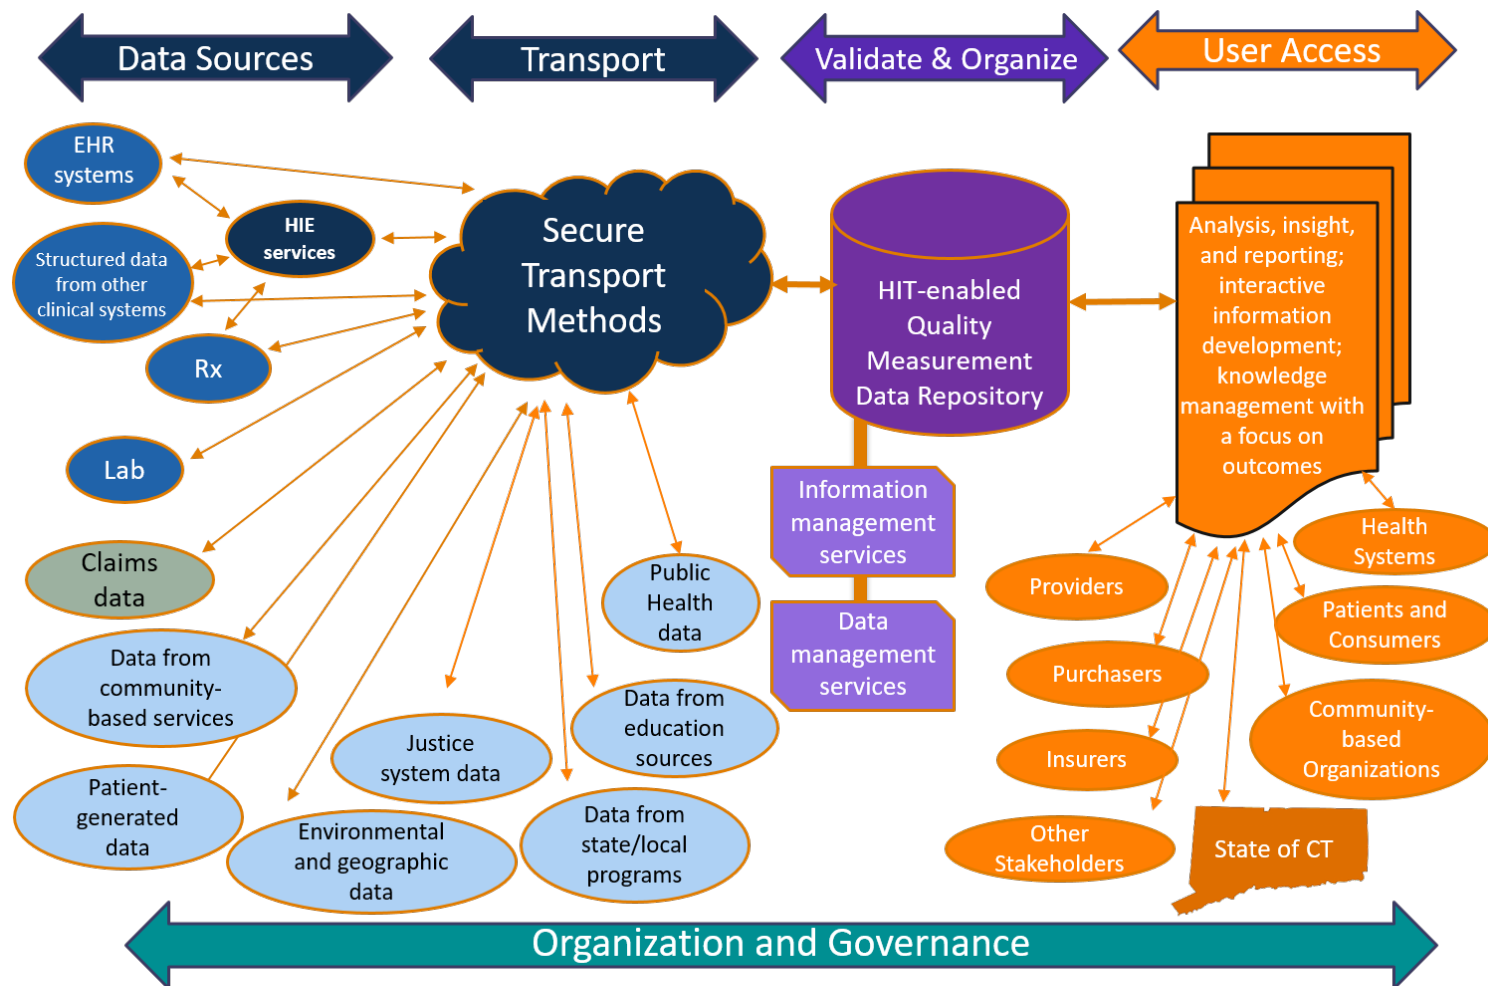 Data Sources
Transport
Validate & Organize
User Access
EHR
systems
HIE
services
Structured data
from other
clinical systems
Rx
Lab
Claims
data
Data from
community-
based services
Patient-
generated
data
Environmental
and geographic
data
Justice
system data
Data from
state/local
programs
Data from
education
sources
Public
Health
data
Secure
Transport
Methods
HIT-enabled
Quality
Measurement
Data Repository
Information
management
services
Data
management
services
Analysis, insight,
and reporting;
interactive
information
development;
knowledge
management with
a focus on
outcomes
Providers
Purchasers
Insurers
Other
Stakeholders
State of CT
Health
Systems
Patients and
Consumers
Community-
based
Organizations
Organization and Governance